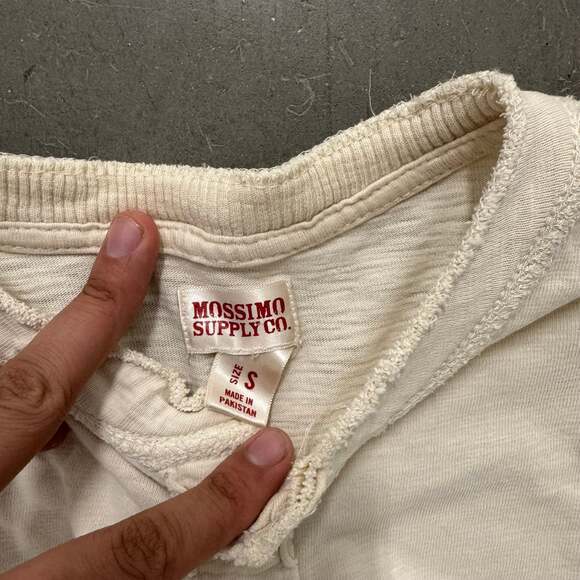 MOSSIMO
SUPPLY CO.
SIZE
S
MADE IN
PAKISTAN